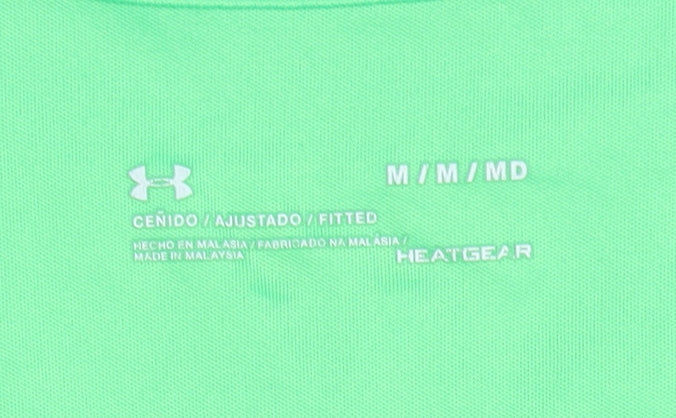 M / M / MD
CEÑIDO / AJUSTADO / FITTED
HECHO EN MALASIA / FABRICADO NA MALÁSIA /
MADE IN MALAYSIA
HEATGEAR